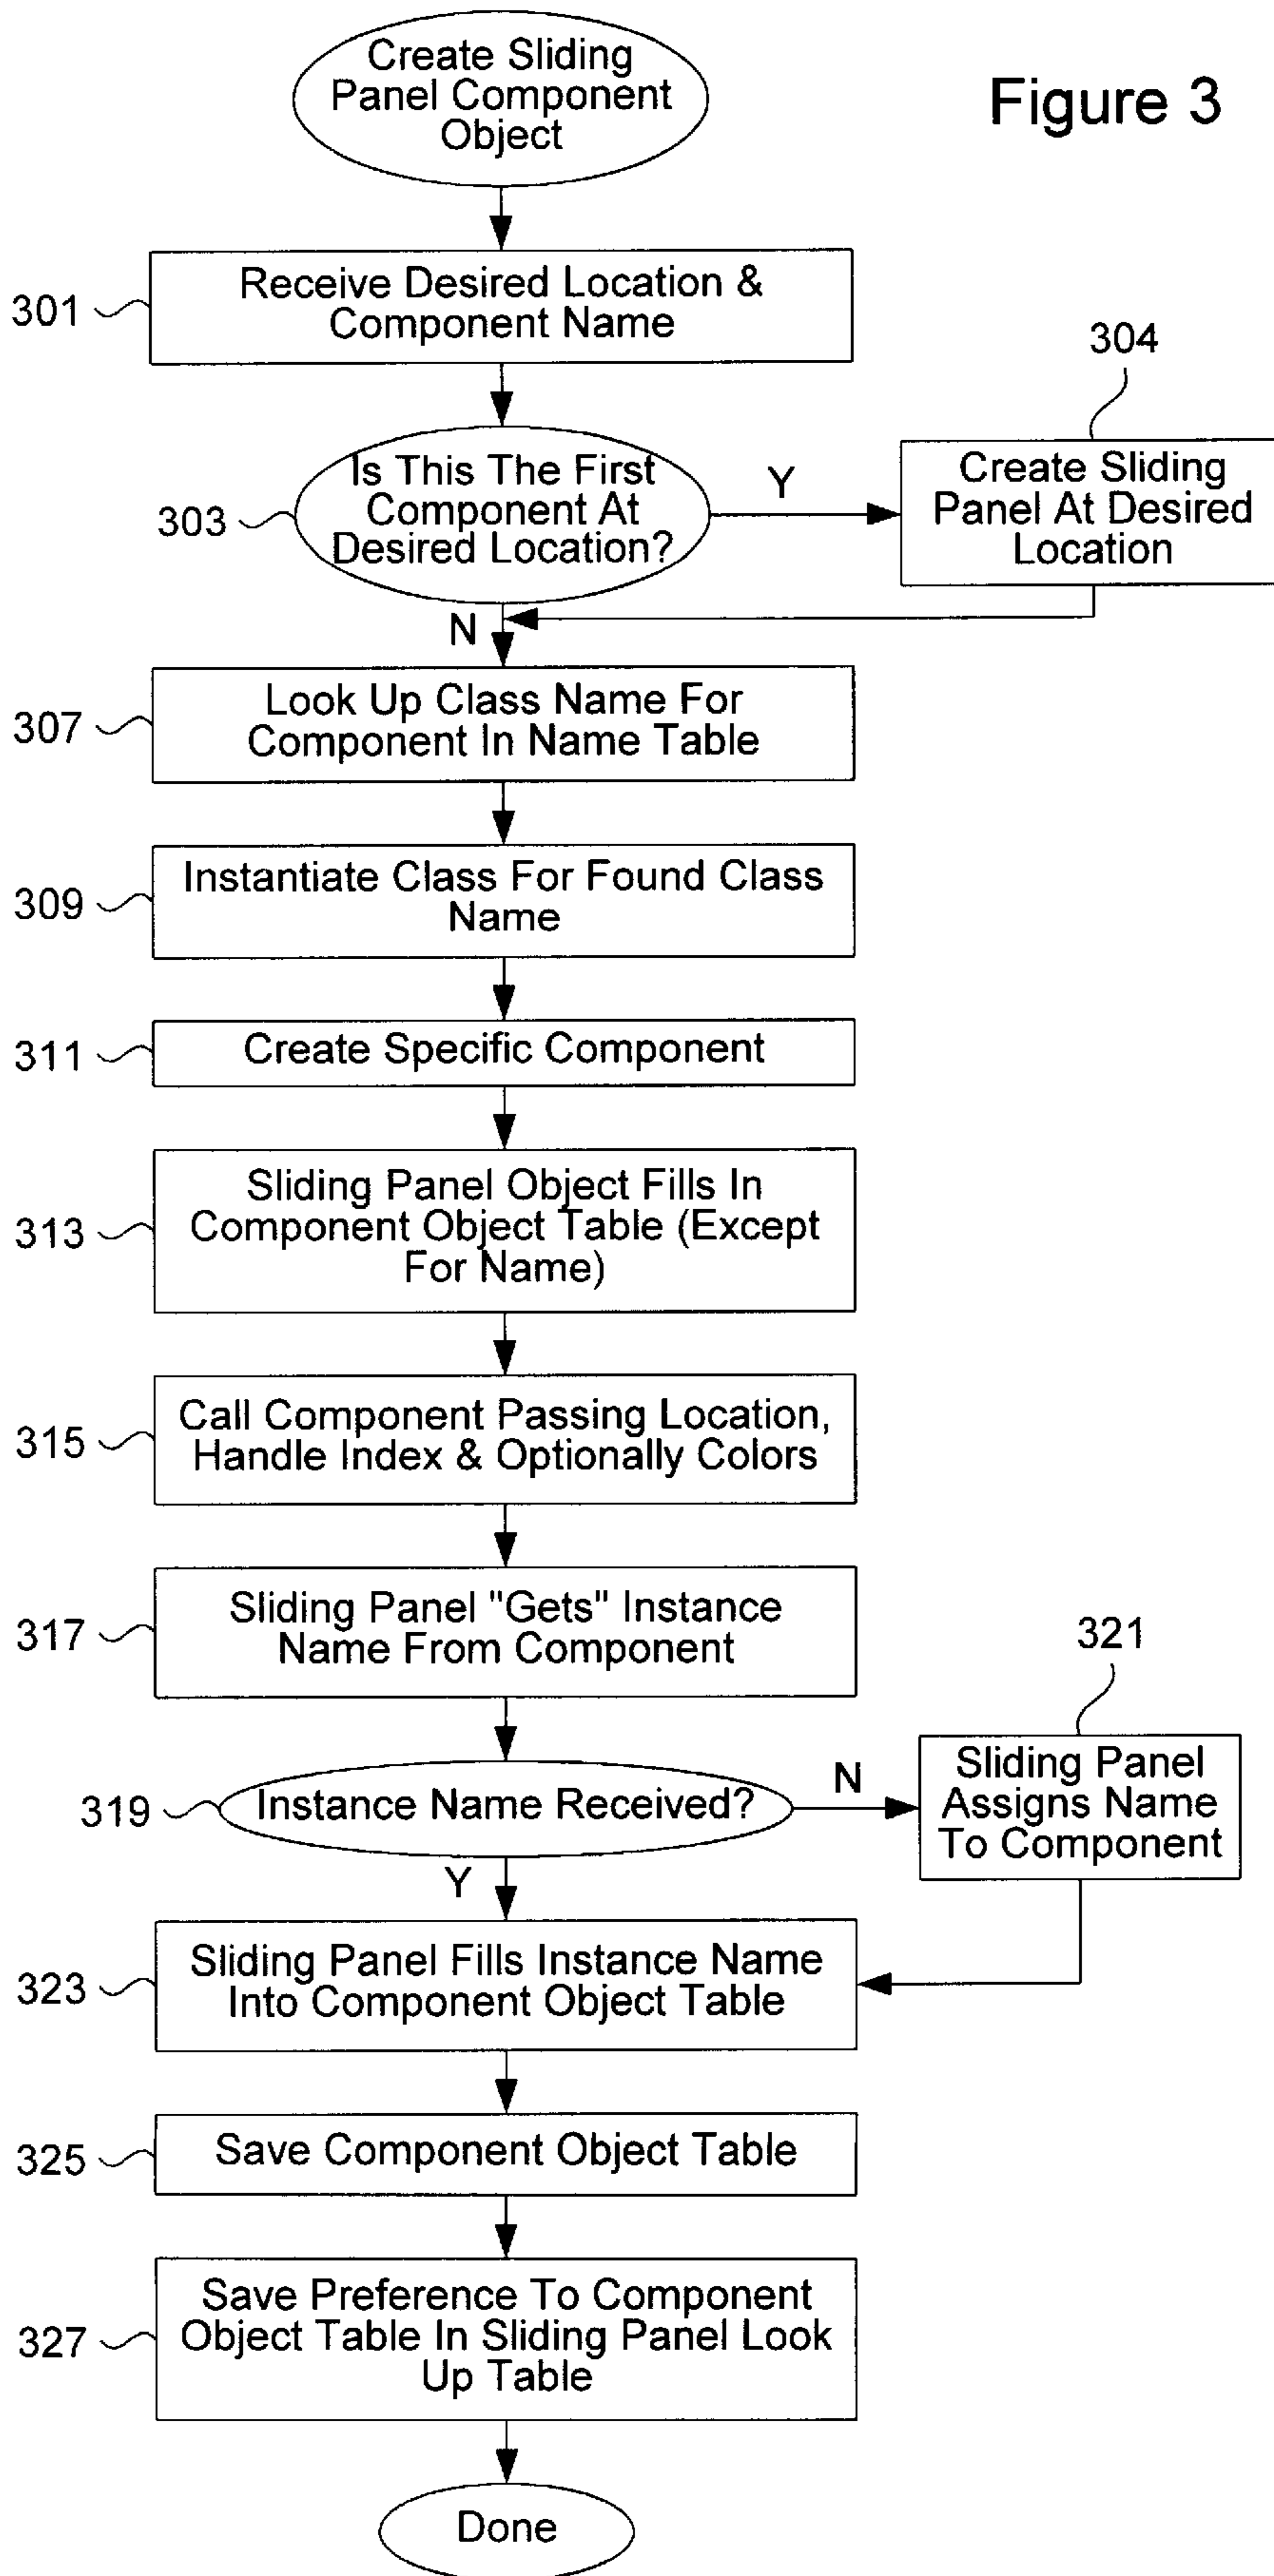 Create Sliding
Panel Component
Object
Figure 3
301
Receive Desired Location &
Component Name
304
303
Is This The First
Component At
Desired Location?
Y
Create Sliding
Panel At Desired
Location
N
307
Look Up Class Name For
Component In Name Table
309
Instantiate Class For Found Class
Name
311
Create Specific Component
313
Sliding Panel Object Fills In
Component Object Table (Except
For Name)
315
Call Component Passing Location,
Handle Index & Optionally Colors
317
Sliding Panel "Gets" Instance
Name From Component
321
319
Instance Name Received?
N
Sliding Panel
Assigns Name
To Component
Y
323
Sliding Panel Fills Instance Name
Into Component Object Table
325
Save Component Object Table
327
Save Preference To Component
Object Table In Sliding Panel Look
Up Table
Done